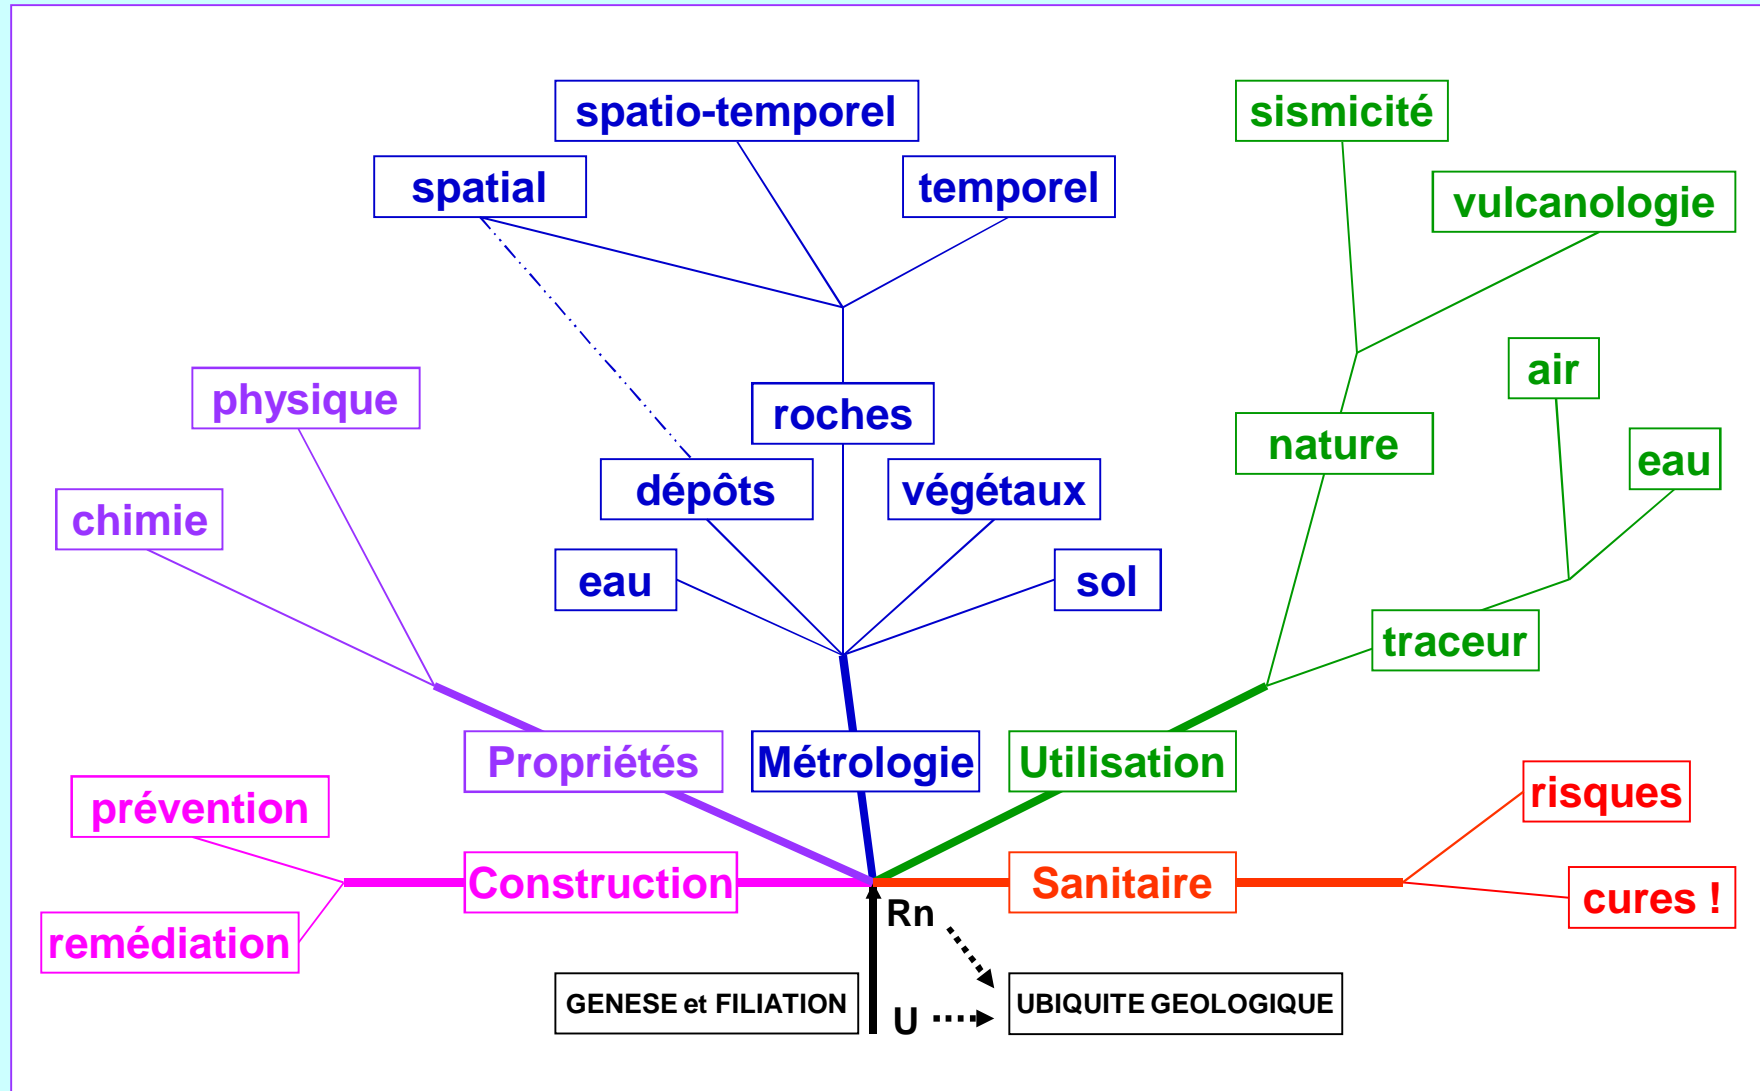 spatio-temporel
sismicité
spatial
temporel
vulcanologie
air
physique
roches
nature
eau
dépôts
végétaux
chimie
eau
sol
traceur
Propriétés
Métrologie
Utilisation
risques
prévention
Construction
Sanitaire
cures !
Rn
remédiation
GENESE et FILIATION
UBIQUITE GEOLOGIQUE
U